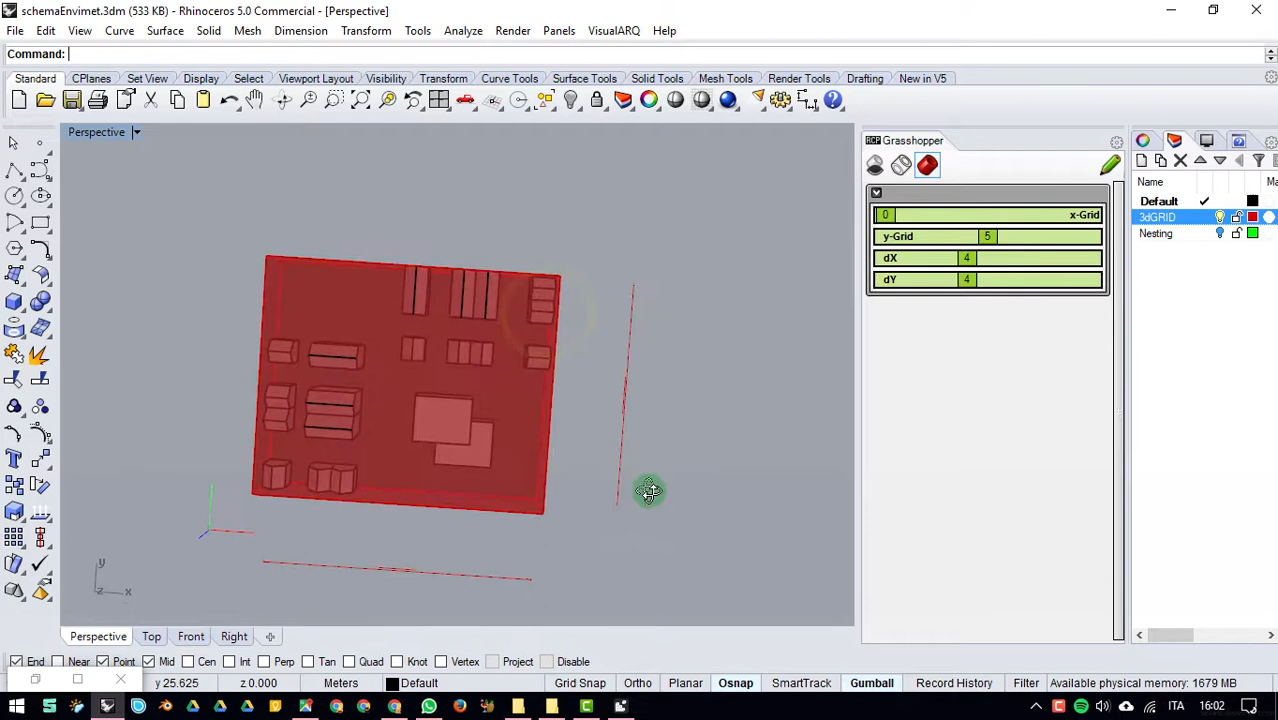 schemaEnvimet.3dm (533 KB) - Rhinoceros 5.0 Commercial - [Perspective]
File Edit View Curve Surface Solid Mesh Dimension Transform Tools Analyze Render Panels VisualARQ Help
Command:
Standard CPlanes Set View Display Select Viewport Layout Visibility Transform Curve Tools Surface Tools Solid Tools Mesh Tools Render Tools Drafting New in V5
Perspective
Grasshopper
RCP
Name Ma
Default
3dGRID
Nesting
0 x-Grid
y-Grid 5
dX 4
dY 4
y
z x
Perspective Top Front Right
End Near Point Mid Cen Int Perp Tan Quad Knot Vertex Project Disable
y 25.625 z 0.000 Meters Default Grid Snap Ortho Planar Osnap SmartTrack Gumball Record History Filter Available physical memory: 1679 MB
ITA 16:02